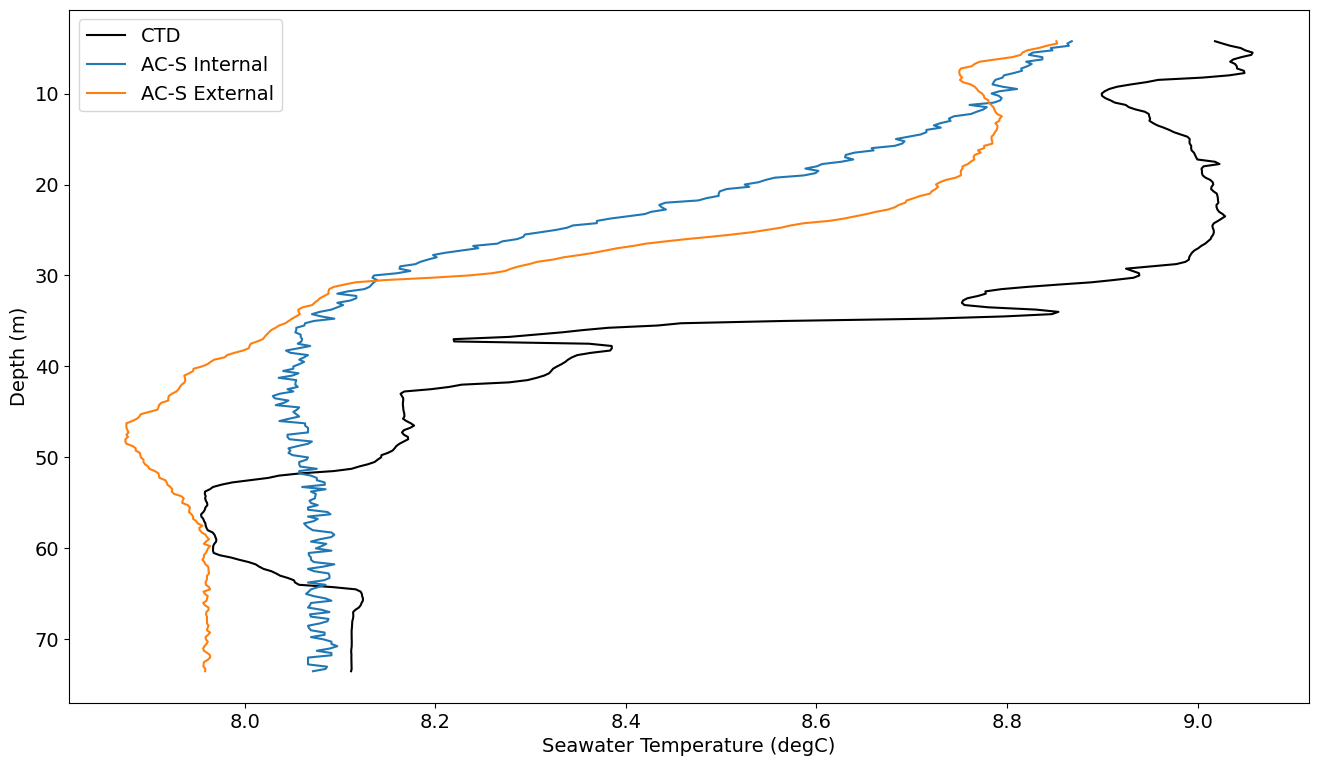 CTD
AC-S Internal
AC-S External
10
20
30
40
50
60
70
Depth (m)
8.0 8.2 8.4 8.6 8.8 9.0
Seawater Temperature (degC)